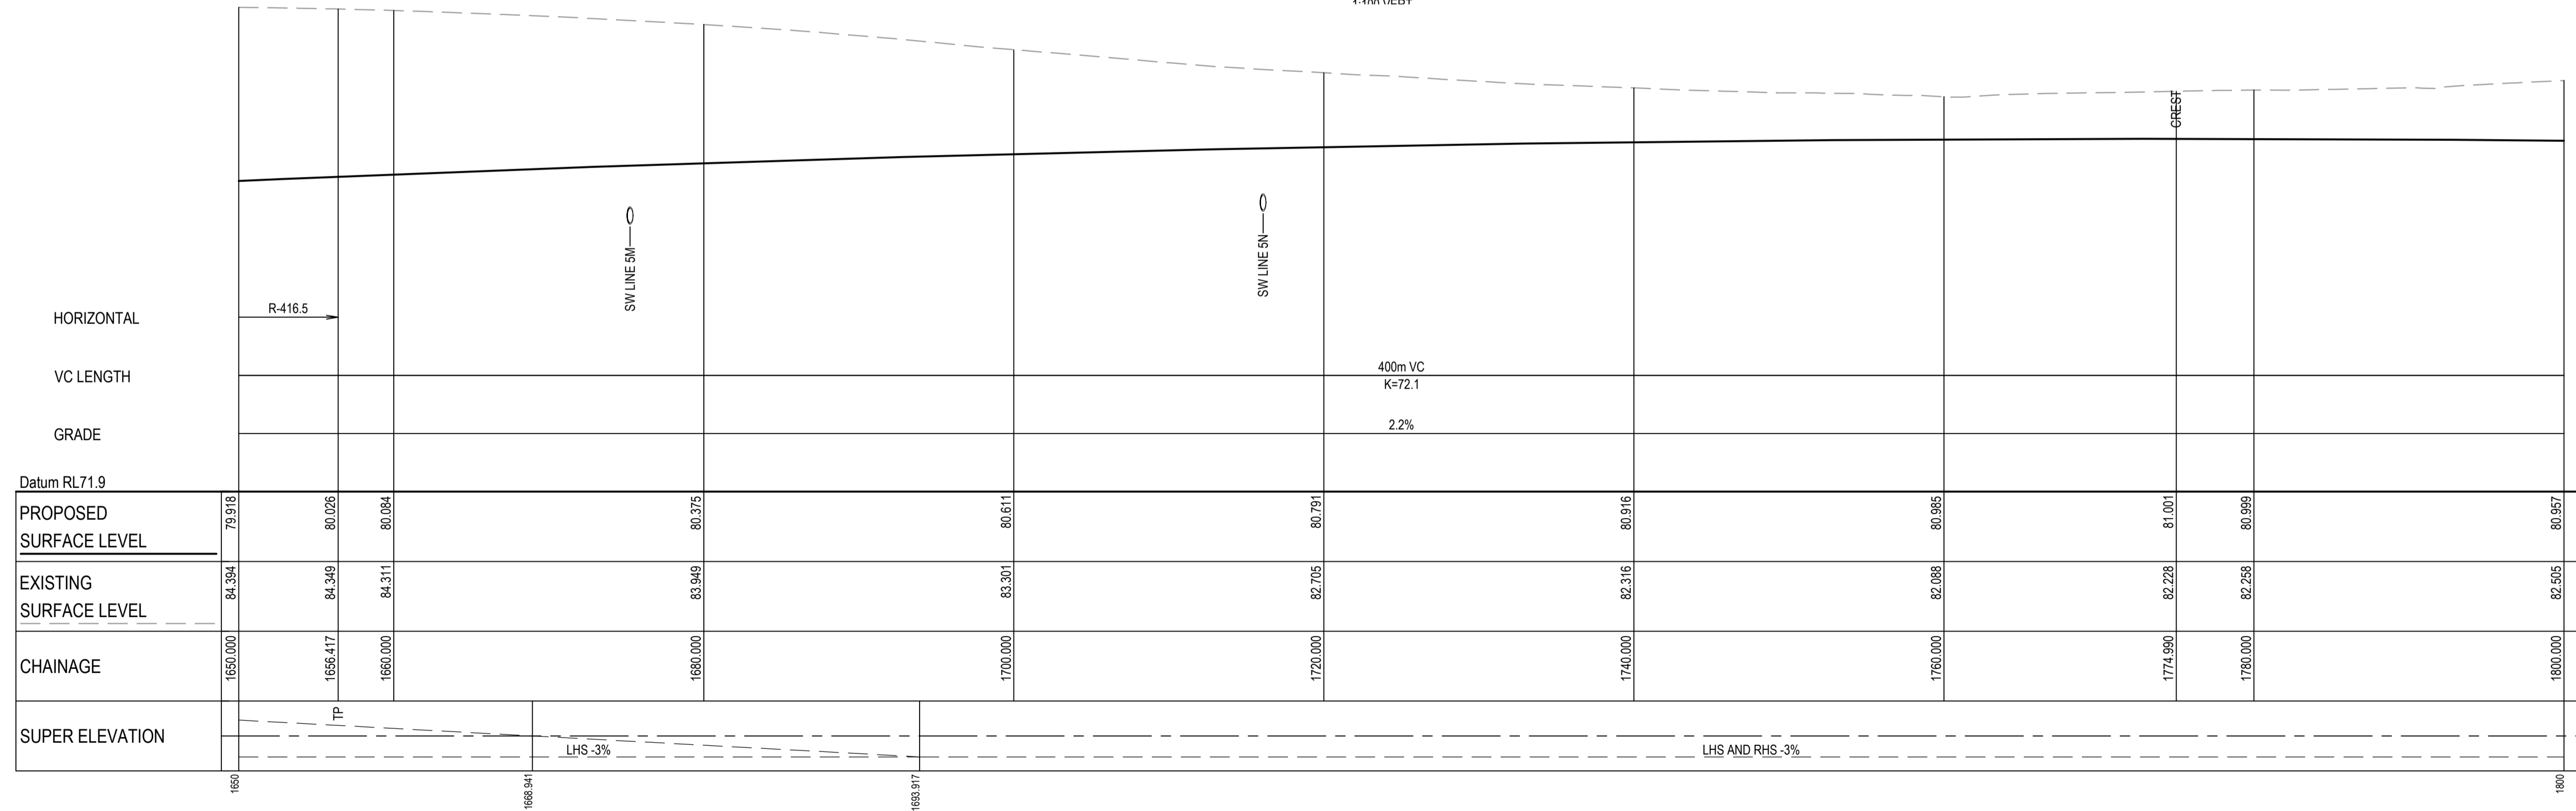 CREST
SW LINE 5M
SW LINE 5N
HORIZONTAL
R-416.5
VC LENGTH
400m VC
K=72.1
GRADE
2.2%
Datum RL71.9
PROPOSED
SURFACE LEVEL
79.918 80.026 80.084 80.375 80.611 80.791 80.916 80.985 81.001 80.999 80.957
EXISTING
SURFACE LEVEL
84.394 84.349 84.311 83.949 83.301 82.705 82.316 82.088 82.228 82.258 82.505
CHAINAGE
1650.000 1656.417 1660.000 1680.000 1700.000 1720.000 1740.000 1760.000 1774.990 1780.000 1800.000
SUPER ELEVATION
TP
LHS -3%
LHS AND RHS -3%
1650 1668.941 1693.917 1800